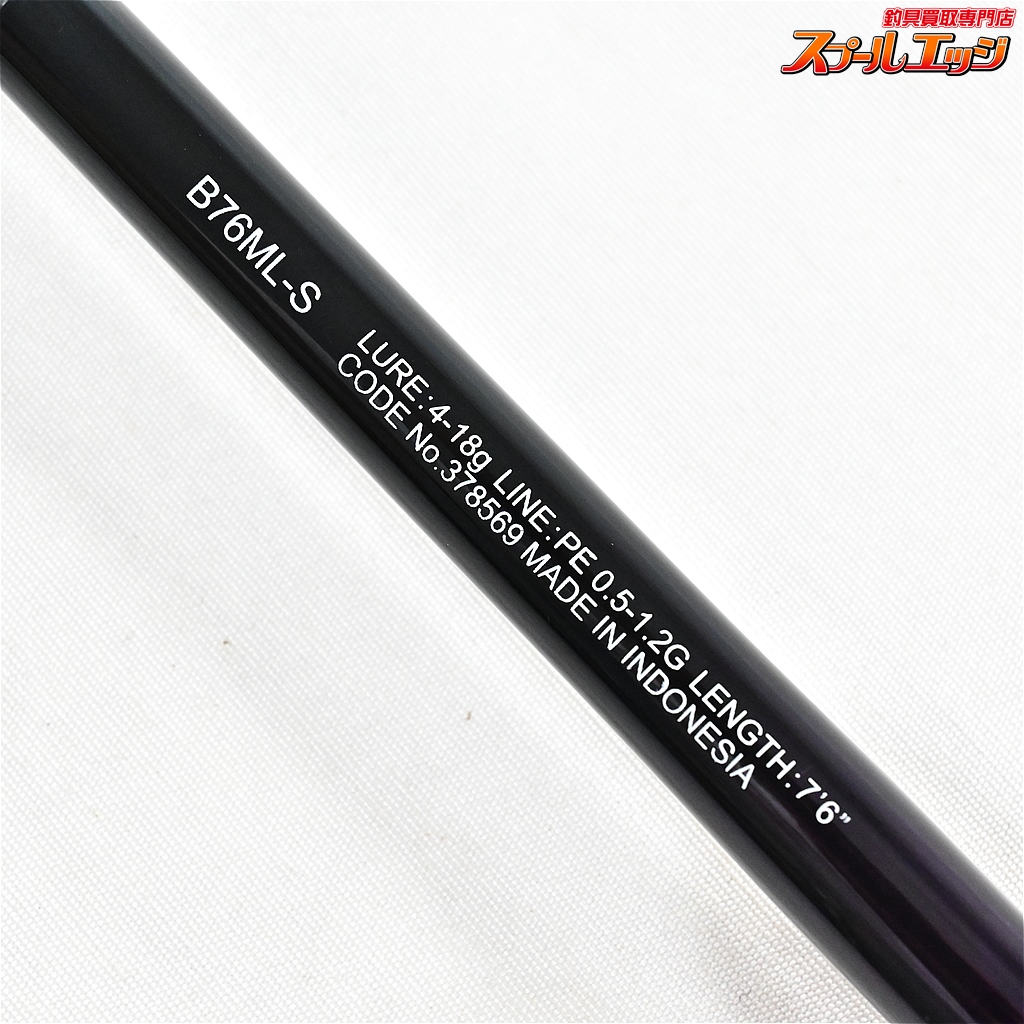 釣具買取専門店
スプールエッジ
B76ML-S
LURE:4-18g LINE:PE 0.5-1.2G LENGTH:7'6"
CODE No.378569 MADE IN INDONESIA